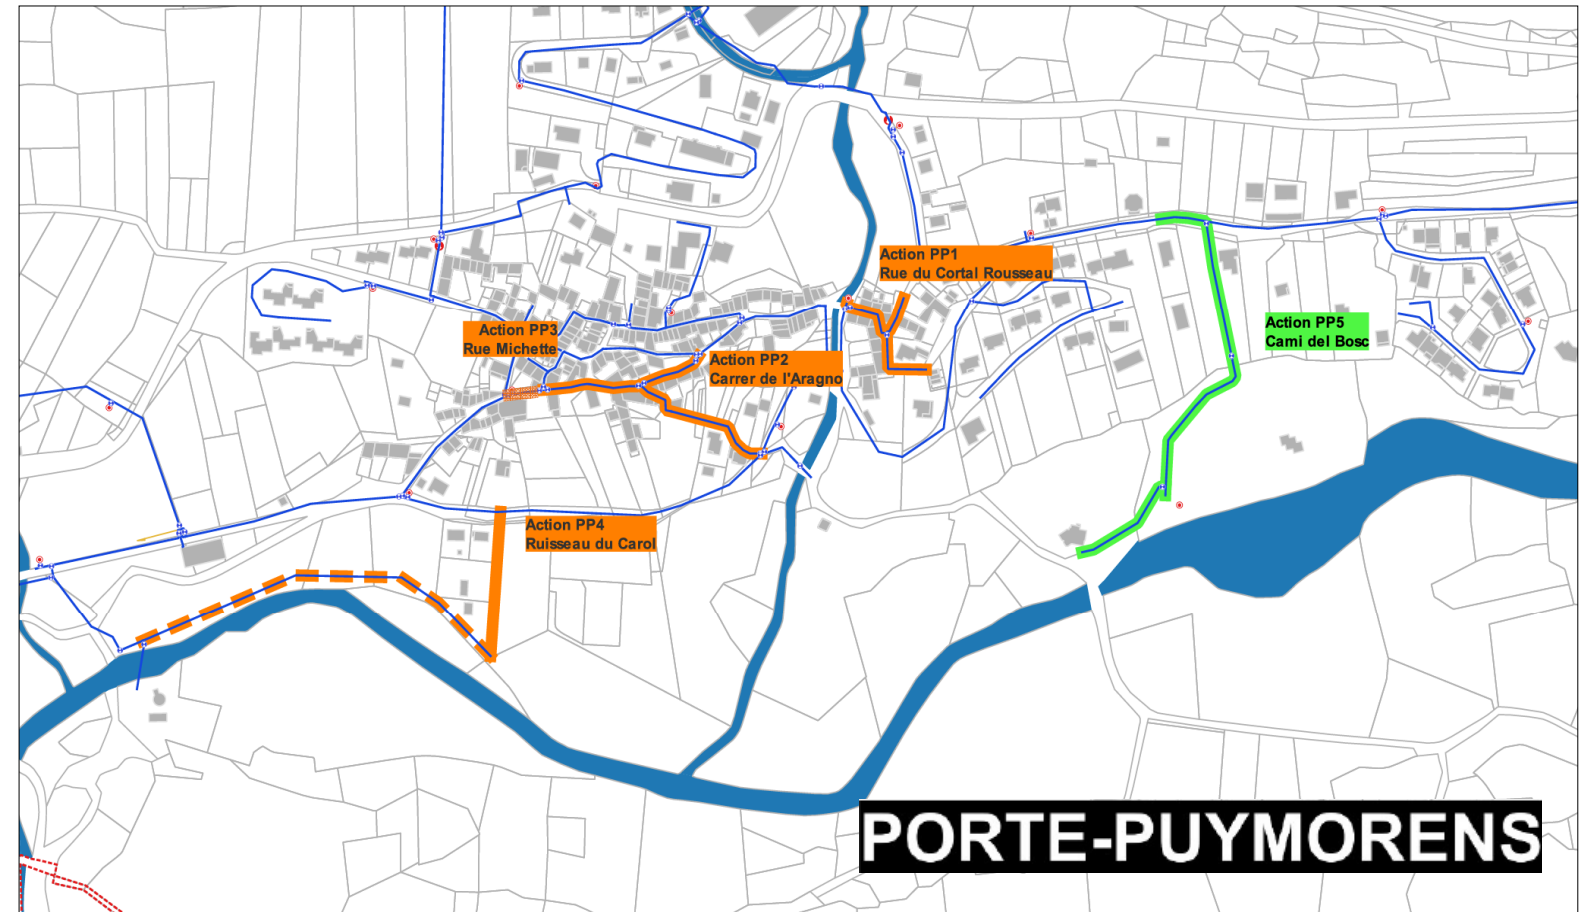 Action PP1
Rue du Cortal Rousseau
Action PP3
Rue Michette
Action PP2
Carrer de l'Aragno
Action PP5
Cami del Bosc
Action PP4
Ruisseau du Carol
PORTE-PUYMORENS